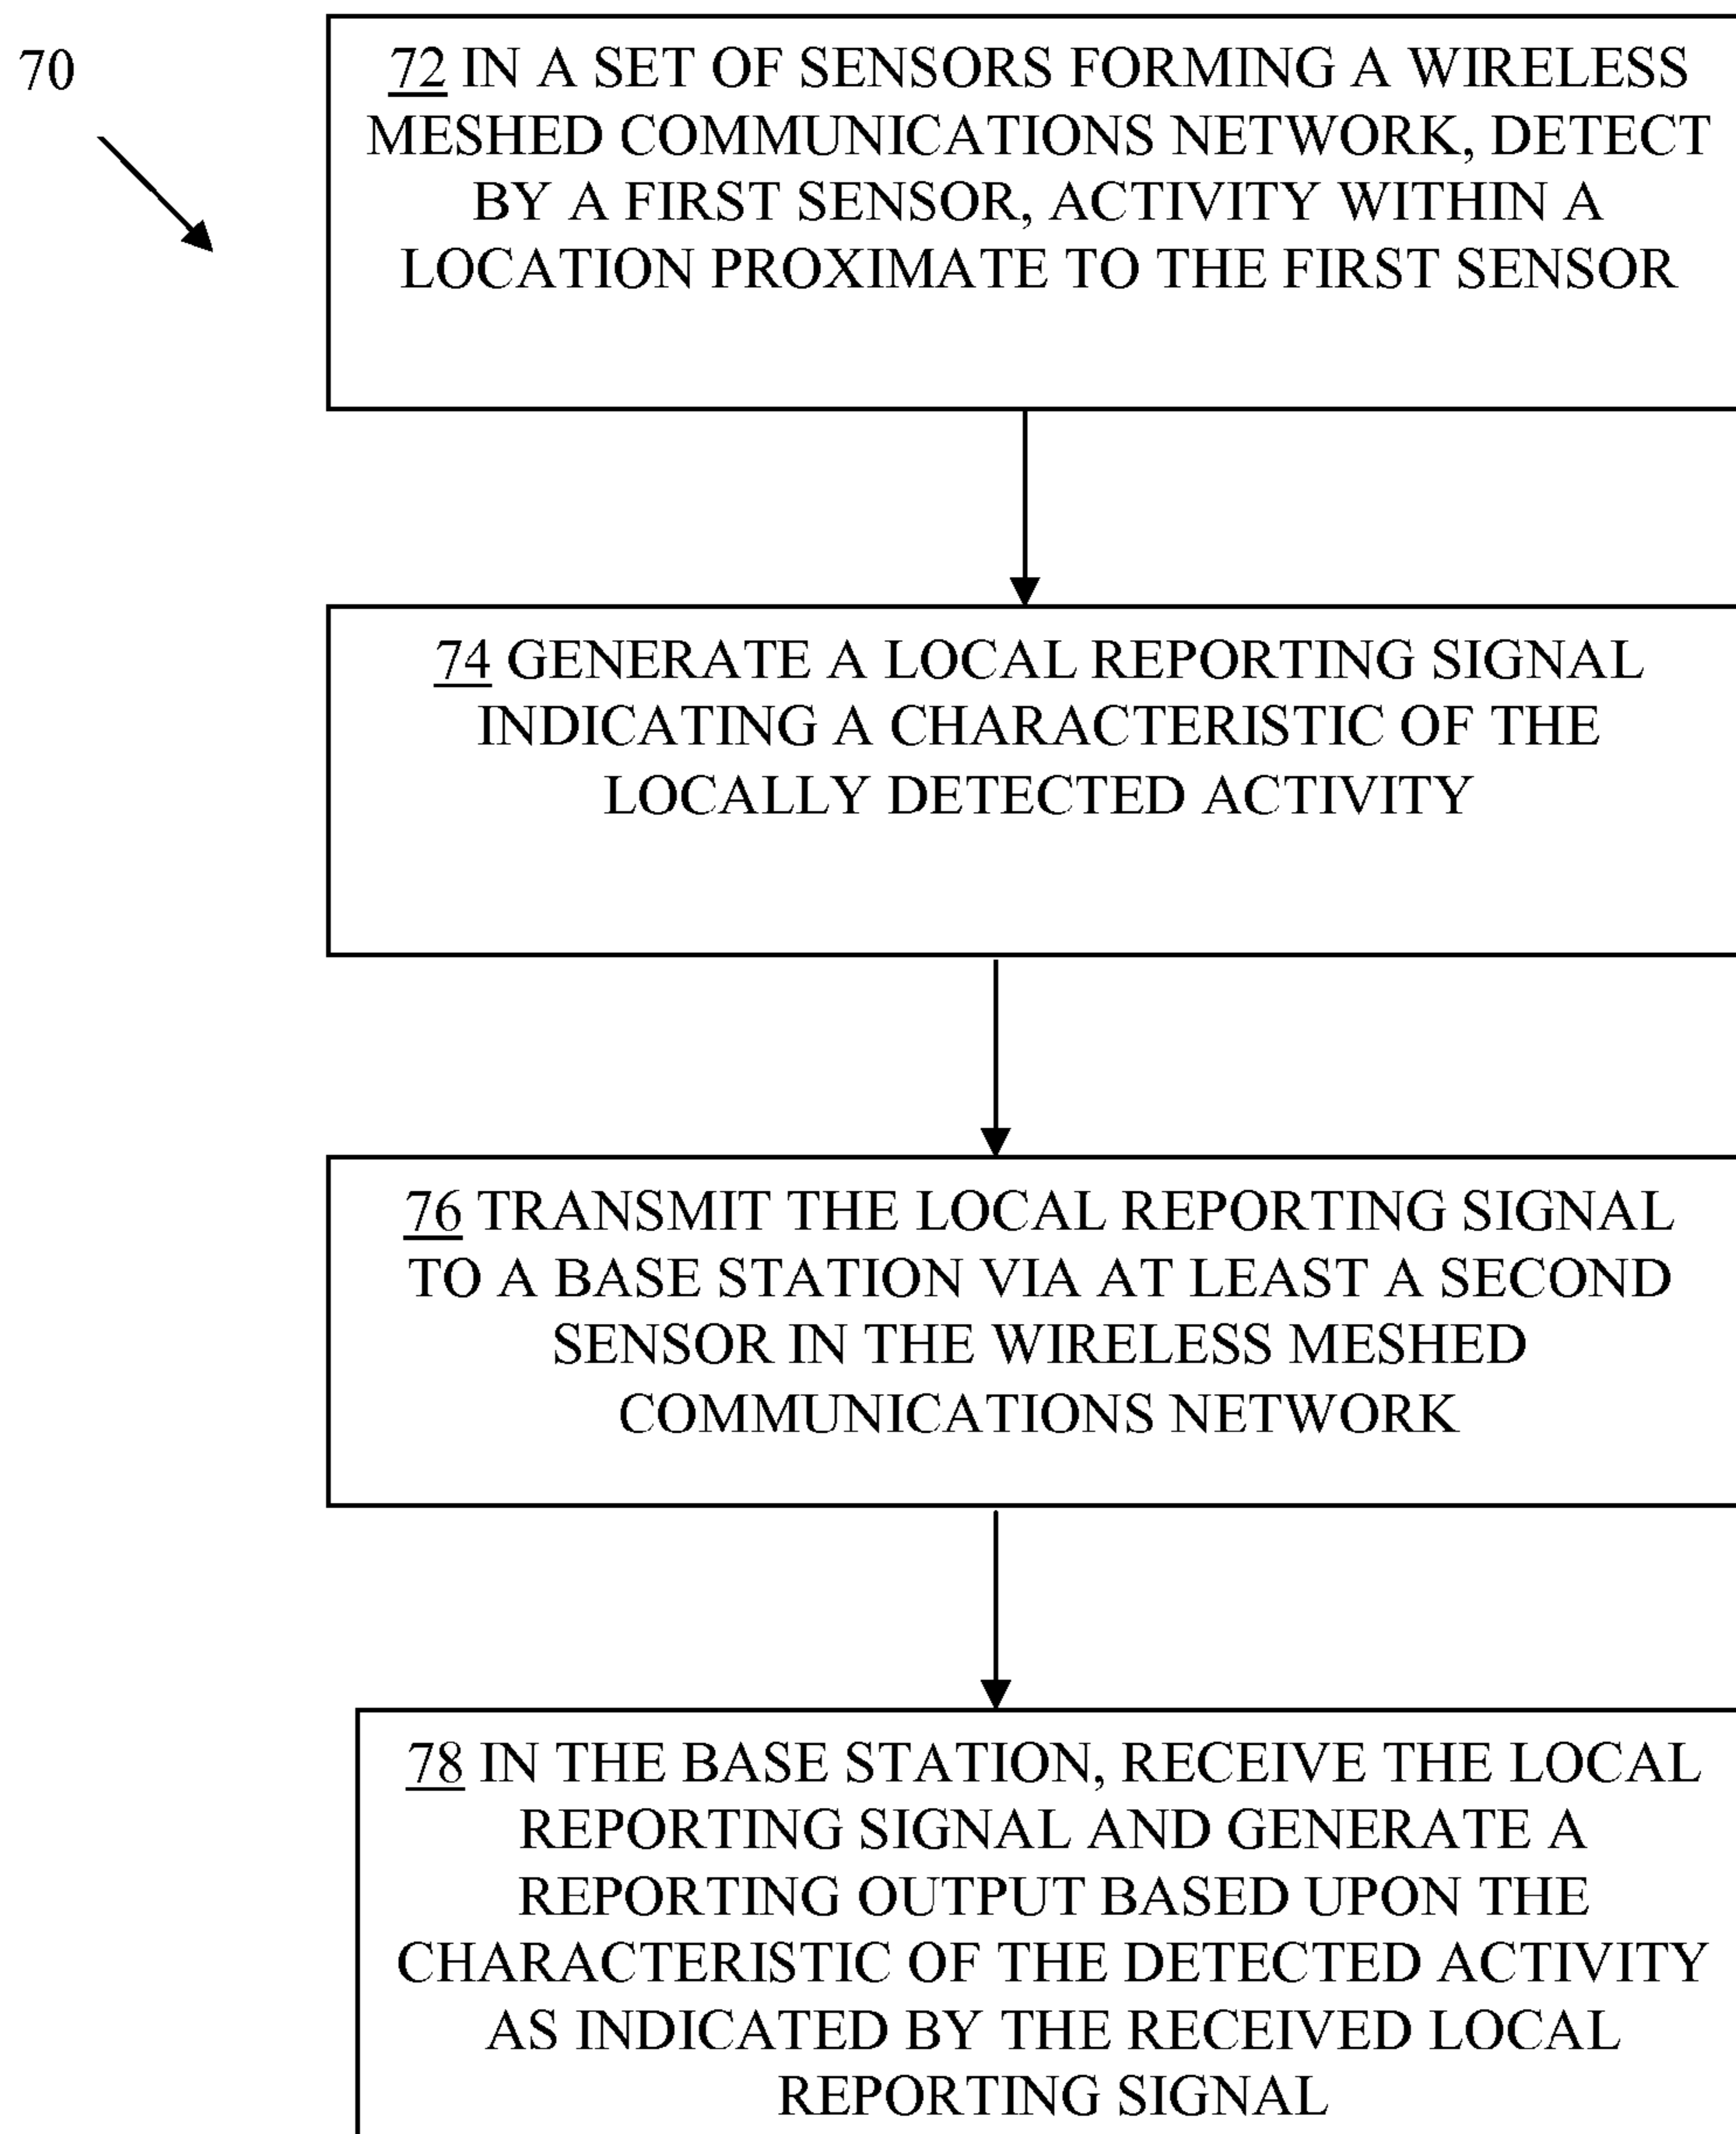 70
72 IN A SET OF SENSORS FORMING A WIRELESS
MESHED COMMUNICATIONS NETWORK, DETECT
BY A FIRST SENSOR, ACTIVITY WITHIN A
LOCATION PROXIMATE TO THE FIRST SENSOR
74 GENERATE A LOCAL REPORTING SIGNAL
INDICATING A CHARACTERISTIC OF THE
LOCALLY DETECTED ACTIVITY
76 TRANSMIT THE LOCAL REPORTING SIGNAL
TO A BASE STATION VIA AT LEAST A SECOND
SENSOR IN THE WIRELESS MESHED
COMMUNICATIONS NETWORK
78 IN THE BASE STATION, RECEIVE THE LOCAL
REPORTING SIGNAL AND GENERATE A
REPORTING OUTPUT BASED UPON THE
CHARACTERISTIC OF THE DETECTED ACTIVITY
AS INDICATED BY THE RECEIVED LOCAL
REPORTING SIGNAL